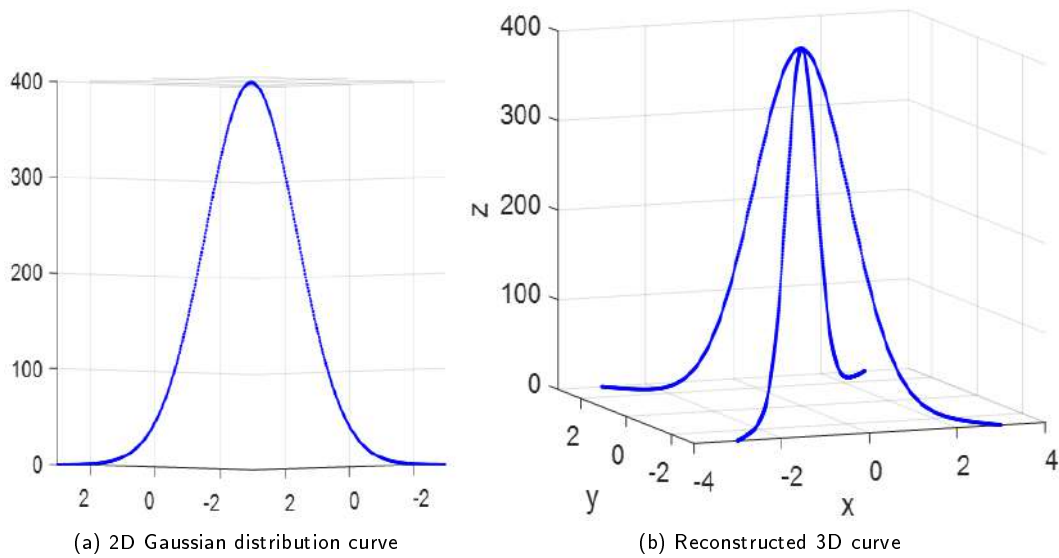 400
300
200
100
0
2 0 -2 2 0 -2
(a) 2D Gaussian distribution curve
400
300
200
100
0
z
2
0
-2
y
-4 -2 0 2 4
x
(b) Reconstructed 3D curve